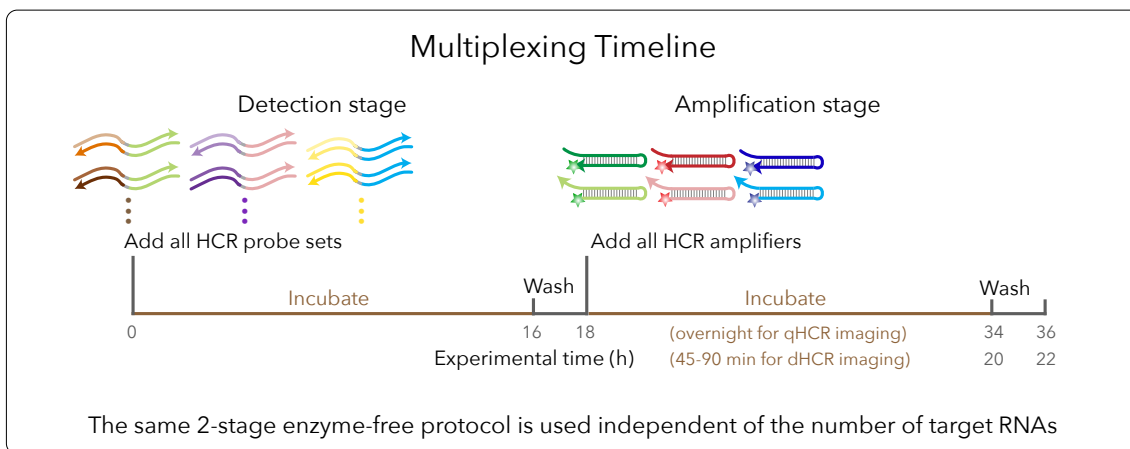 Multiplexing Timeline
Detection stage
Amplification stage
Add all HCR probe sets
Add all HCR amplifiers
Incubate
Wash
Incubate
Wash
0
16
18
(overnight for qHCR imaging)
34
36
Experimental time (h)
(45-90 min for dHCR imaging)
20
22
The same 2-stage enzyme-free protocol is used independent of the number of target RNAs